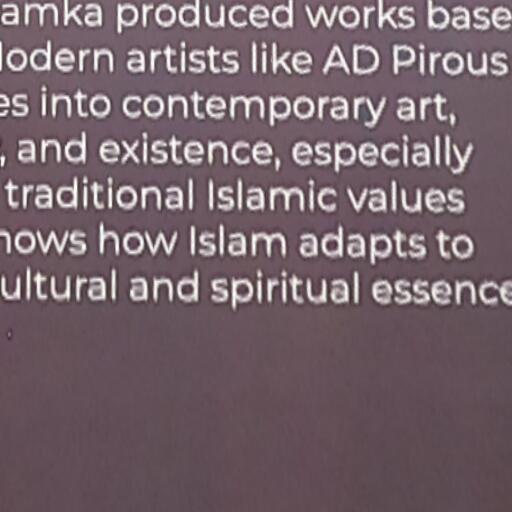 amka produced works base
odern artists like AD Pirous
es into contemporary art,
, and existence, especially
traditional Islamic values
hows how Islam adapts to
ultural and spiritual essence